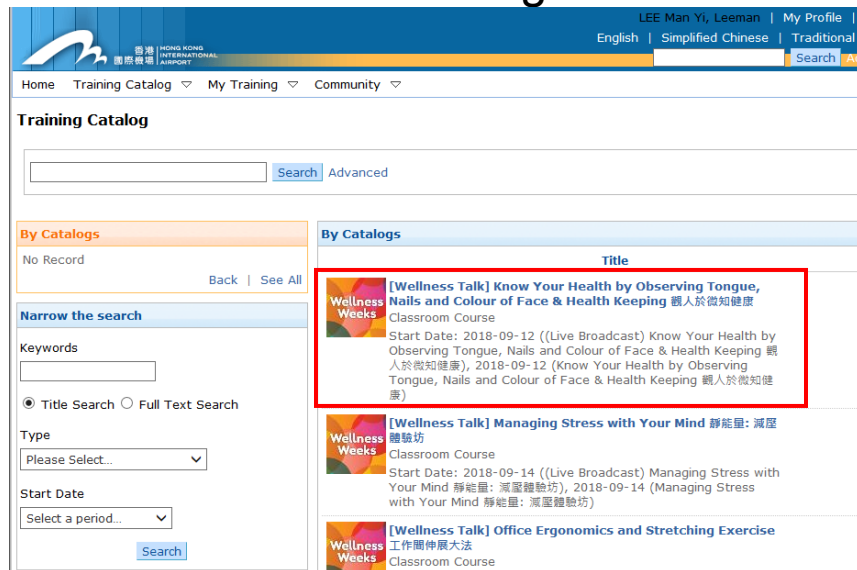 LEE Man Yi, Leeman | My Profile |
English | Simplified Chinese | Traditional
香港 HONG KONG
國際機場 INTERNATIONAL
AIRPORT
Search
Home Training Catalog ▽ My Training ▽ Community ▽
Training Catalog
Search Advanced
By Catalogs
No Record
Back | See All
Narrow the search
Keywords
Title Search Full Text Search
Type
Please Select...
Start Date
Select a period...
Search
By Catalogs
Title
Wellness
Weeks
[Wellness Talk] Know Your Health by Observing Tongue,
Nails and Colour of Face & Health Keeping 觀人於微知健康
Classroom Course
Start Date: 2018-09-12 ((Live Broadcast) Know Your Health by
Observing Tongue, Nails and Colour of Face & Health Keeping 觀
人於微知健康), 2018-09-12 (Know Your Health by Observing
Tongue, Nails and Colour of Face & Health Keeping 觀人於微知健
康)
Wellness
Weeks
[Wellness Talk] Managing Stress with Your Mind 靜能量: 減壓
體驗坊
Classroom Course
Start Date: 2018-09-14 ((Live Broadcast) Managing Stress with
Your Mind 靜能量: 減壓體驗坊), 2018-09-14 (Managing Stress
with Your Mind 靜能量: 減壓體驗坊)
Wellness
Weeks
[Wellness Talk] Office Ergonomics and Stretching Exercise
工作間伸展大法
Classroom Course